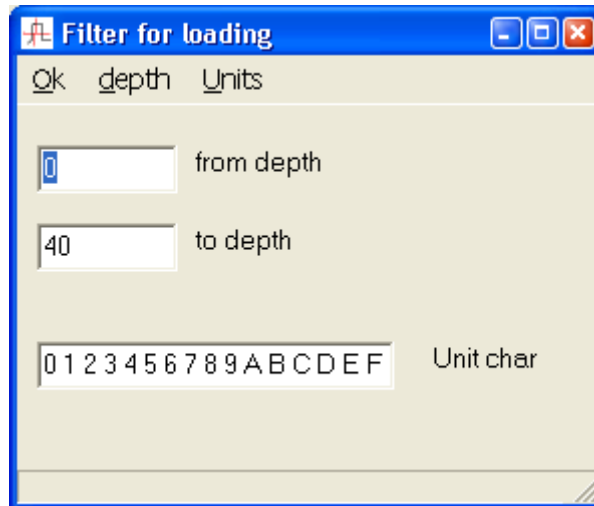 Filter for loading
Ok depth Units
0 from depth
40 to depth
0 1 2 3 4 5 6 7 8 9 A B C D E F Unit char